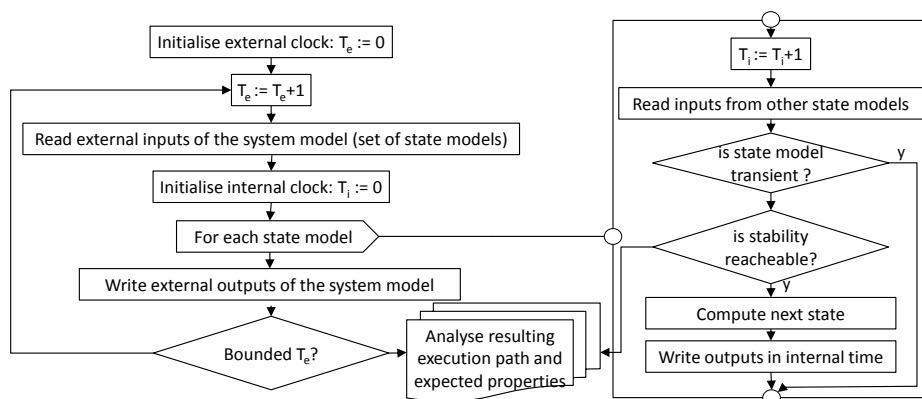 Initialise external clock: Te := 0
Te := Te+1
Read external inputs of the system model (set of state models)
Initialise internal clock: Ti := 0
For each state model
Write external outputs of the system model
Bounded Te?
Analyse resulting
execution path and
expected properties
Ti := Ti+1
Read inputs from other state models
is state model
transient ?
y
is stability
reacheable?
y
Compute next state
Write outputs in internal time